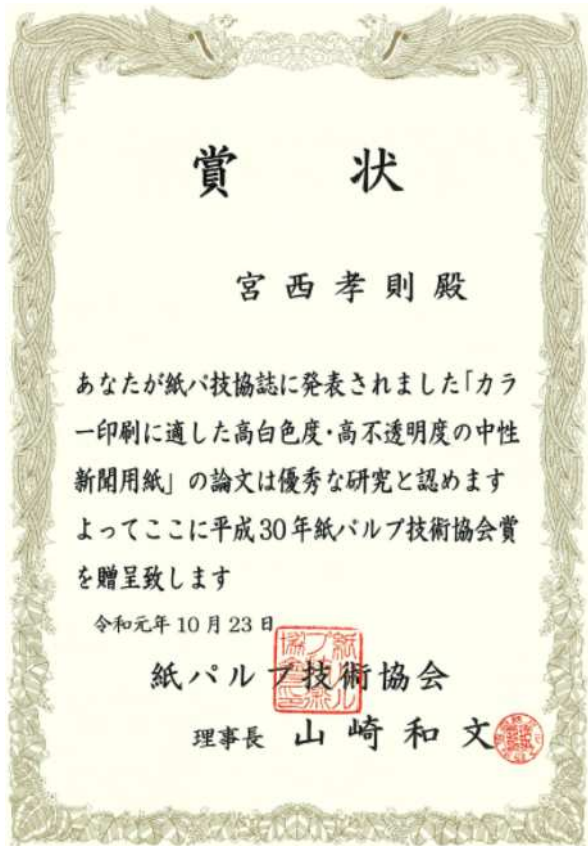 賞状
宮西孝則殿
あなたが紙パ技協誌に発表されました「カラ
ー印刷に適した高白色度・高不透明度の中性
新聞用紙」の論文は優秀な研究と認めます
よってここに平成30年紙パルプ技術協会賞
を贈呈致します
令和元年10月23日
紙パルプ技術協会
理事長 山崎和文